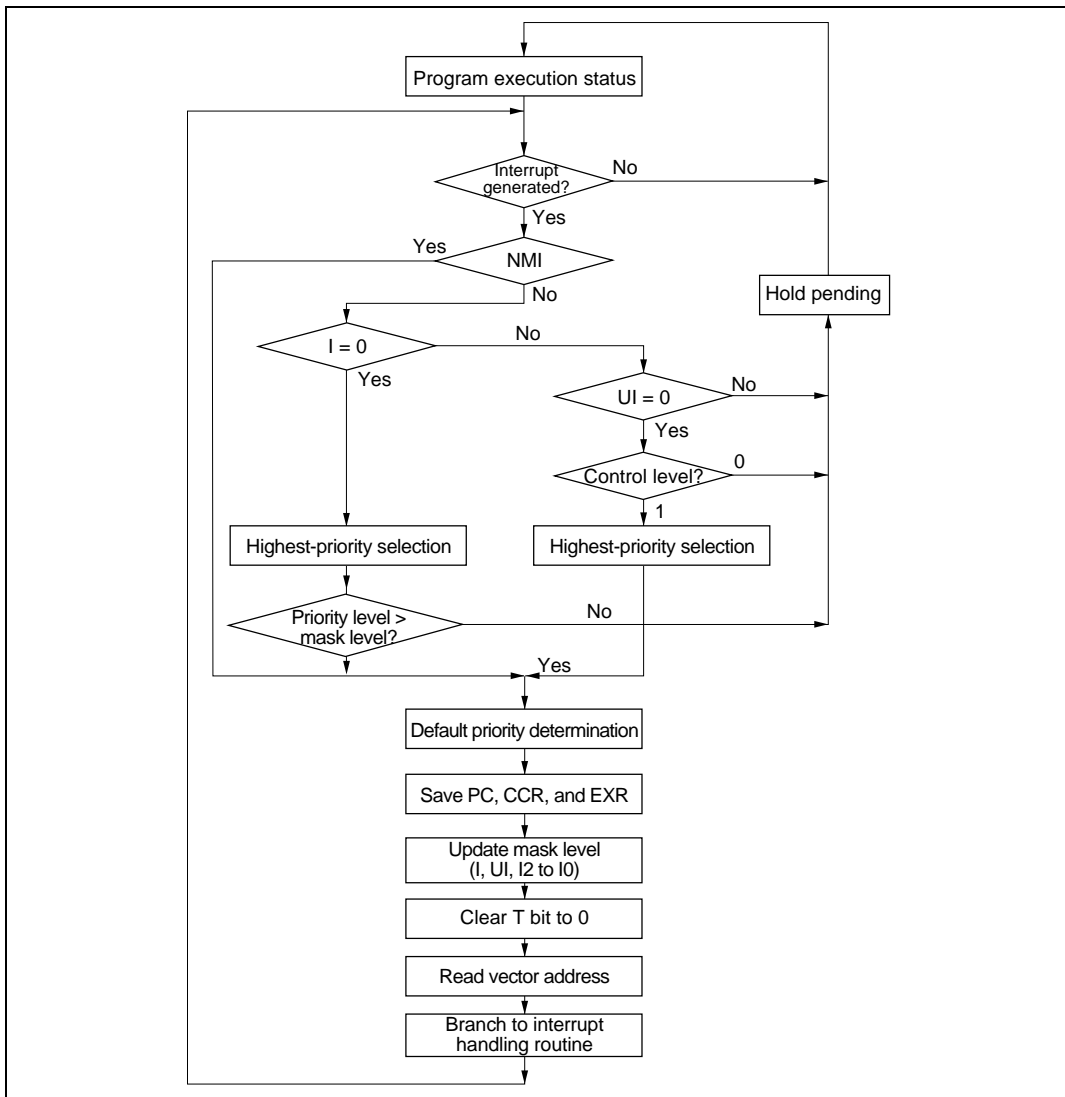 Program execution status
Interrupt
generated?
No
Yes
Yes
NMI
No
Hold pending
I = 0
No
Yes
UI = 0
No
Yes
Control level?
0
1
Highest-priority selection
Highest-priority selection
Priority level >
mask level?
No
Yes
Default priority determination
Save PC, CCR, and EXR
Update mask level
(I, UI, I2 to I0)
Clear T bit to 0
Read vector address
Branch to interrupt
handling routine